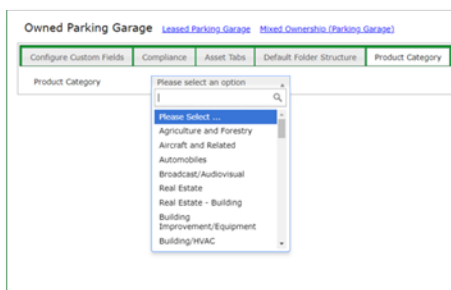 Owned Parking Garage Leased Parking Garage Mixed Ownership (Parking Garage)
Configure Custom Fields Compliance Asset Tabs Default Folder Structure Product Category
Product Category Please select an option
Please Select ...
Agriculture and Forestry
Aircraft and Related
Automobiles
Broadcast/Audiovisual
Real Estate
Real Estate - Building
Building
Improvement/Equipment
Building/HVAC